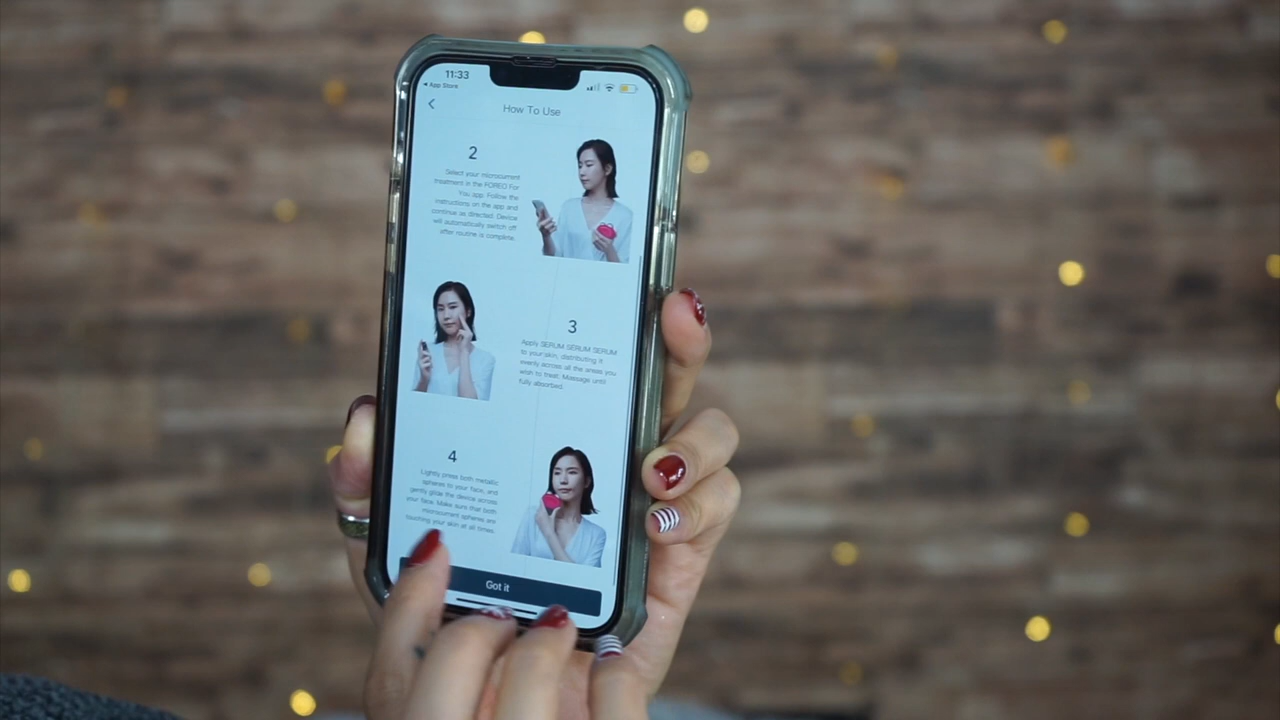 11:33
App Store
How To Use
2
Select your microcurrent
treatment in the FOREO For
You app. Follow the
instructions on the app and
continue as directed. Device
will automatically switch off
after routine is complete.
3
Apply SERUM SERUM SERUM
to your skin, distributing it
evenly across all the areas you
wish to treat. Massage until
fully absorbed.
4
Lightly press both metallic
spheres to your face, and
gently glide the device across
your face. Make sure that both
microcurrent spheres are
touching your skin at all times.
Got it